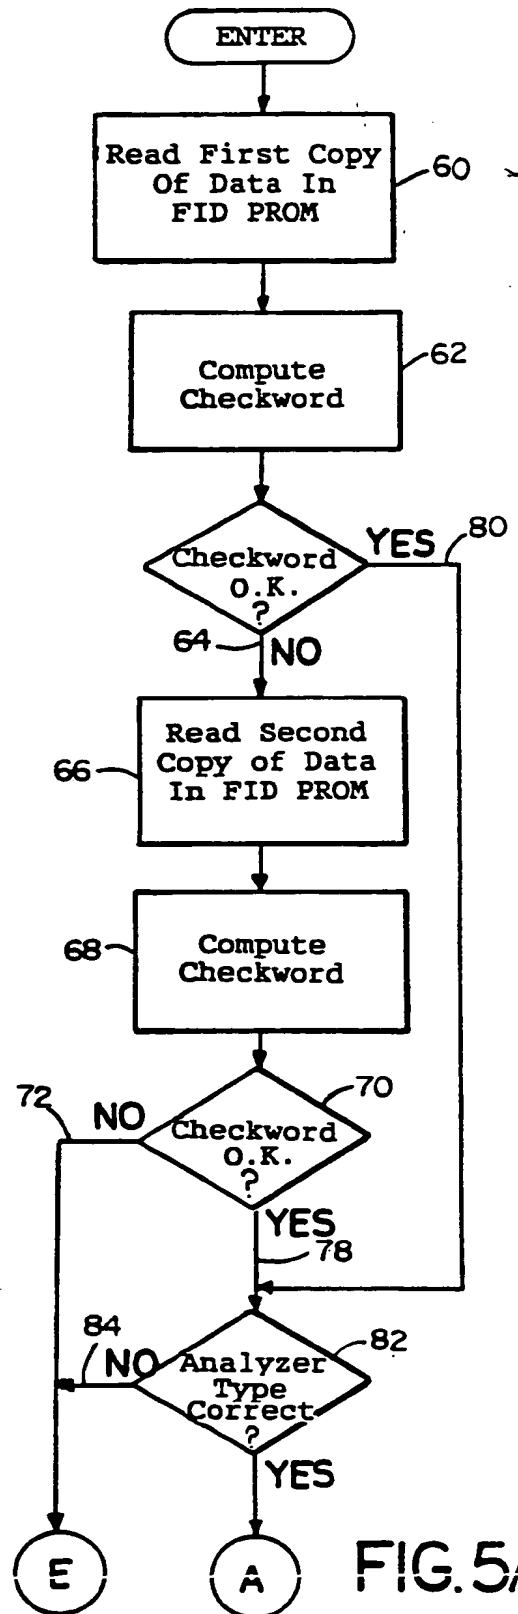 ENTER
Read First Copy
Of Data In
FID PROM
60
Compute
Checkword
62
Checkword
O.K.
?
YES
80
64
NO
Read Second
Copy of Data
In FID PROM
66
Compute
Checkword
68
70
72
NO
Checkword
O.K.
?
YES
78
82
84
NO
Analyzer
Type
Correct
?
YES
E
A
FIG.5A